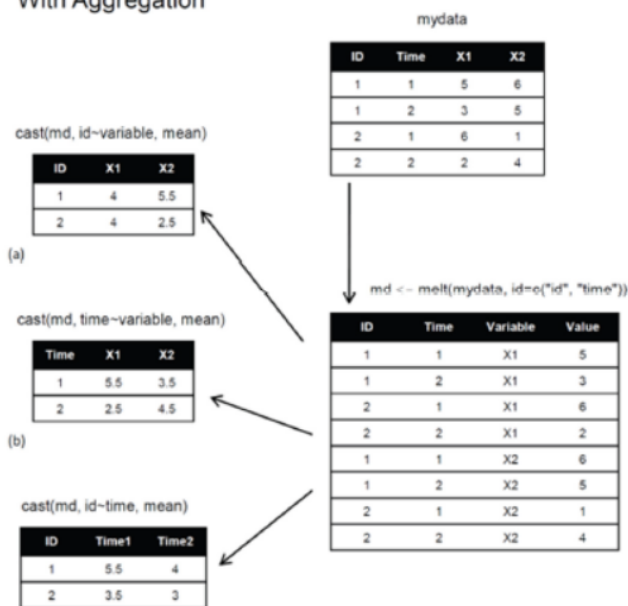 With Aggregation
mydata
ID Time X1 X2
1 1 5 6
1 2 3 5
2 1 6 1
2 2 2 4
cast(md, id~variable, mean)
ID X1 X2
1 4 5.5
2 4 2.5
(a)
md <- melt(mydata, id=c("id", "time"))
ID Time Variable Value
1 1 X1 5
1 2 X1 3
2 1 X1 6
2 2 X1 2
1 1 X2 6
1 2 X2 5
2 1 X2 1
2 2 X2 4
cast(md, time~variable, mean)
Time X1 X2
1 5.5 3.5
2 2.5 4.5
(b)
cast(md, id~time, mean)
ID Time1 Time2
1 5.5 4
2 3.5 3